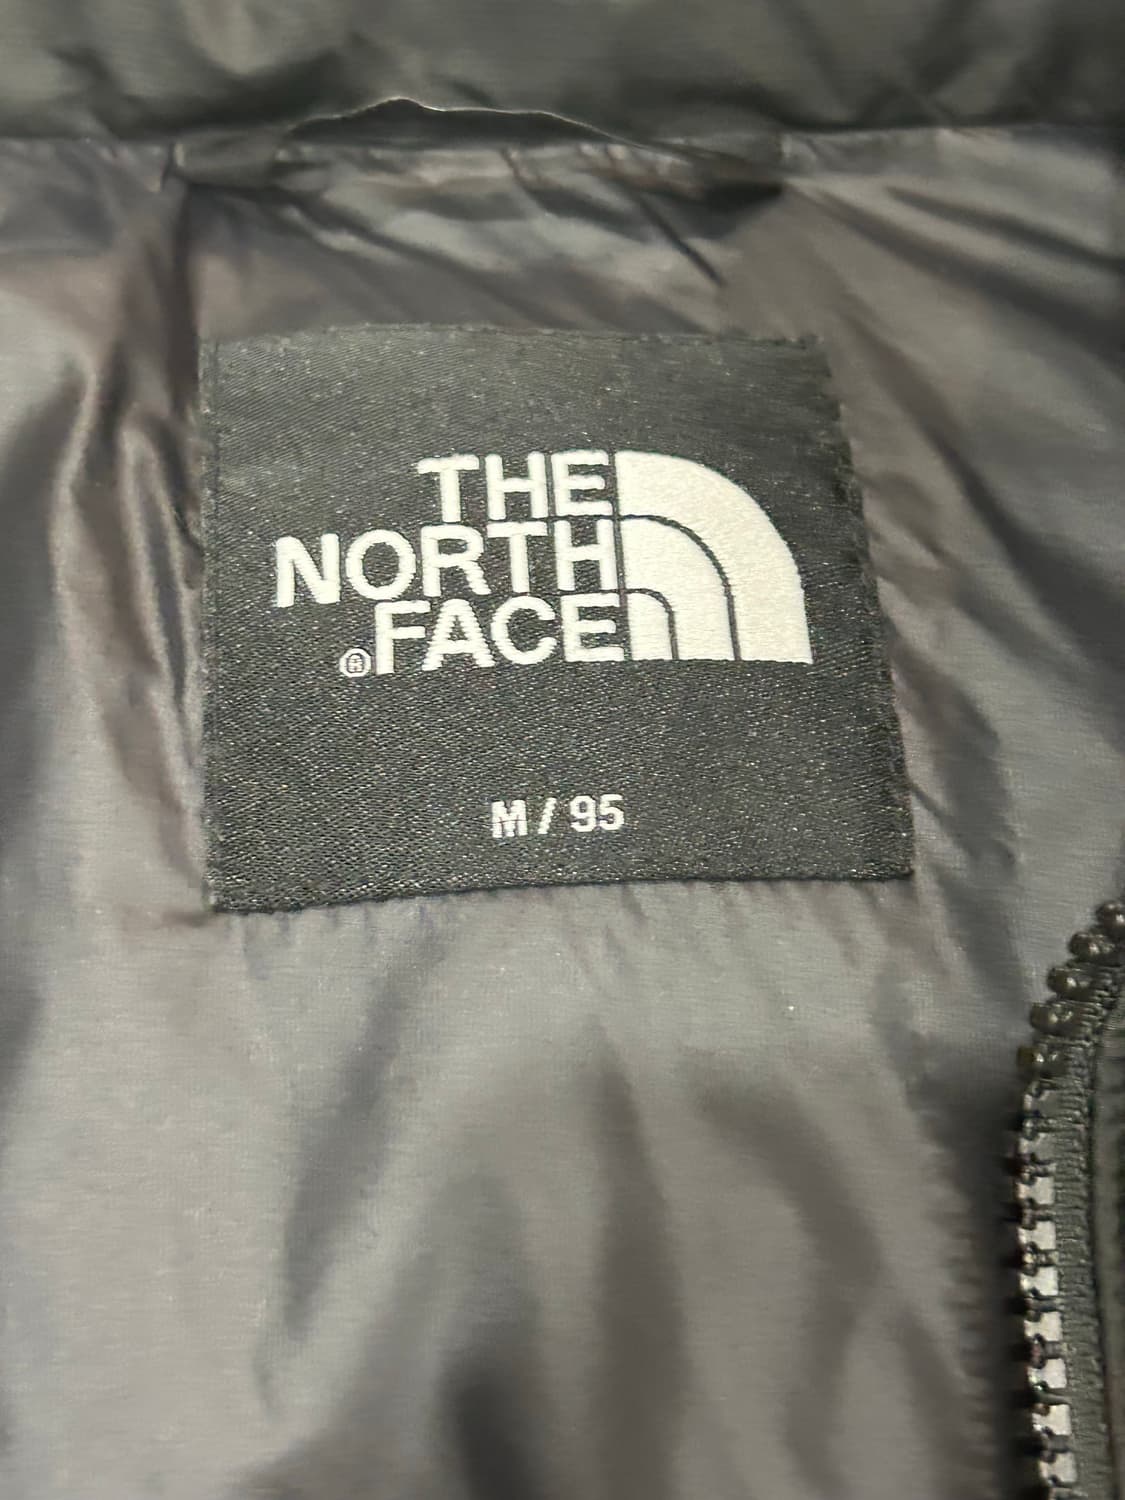 THE
NORTH
®FACE
M / 95